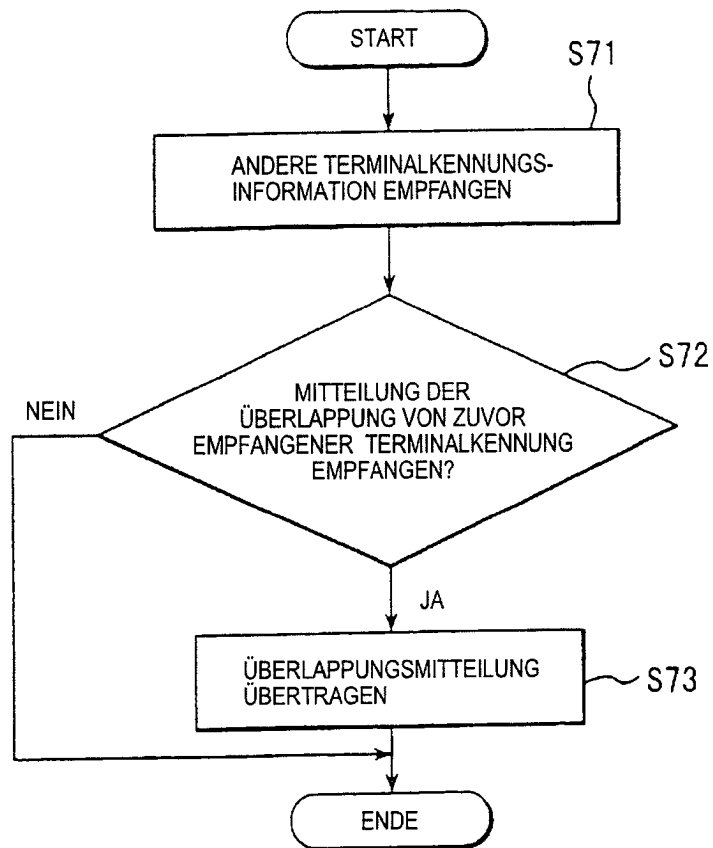 START
S71
ANDERE TERMINALKENNUNGS-
INFORMATION EMPFANGEN
S72
MITTEILUNG DER
ÜBERLAPPUNG VON ZUVOR
EMPFANGENER TERMINALKENNUNG
EMPFANGEN?
NEIN
JA
ÜBERLAPPUNGSMITTEILUNG
ÜBERTRAGEN
S73
ENDE